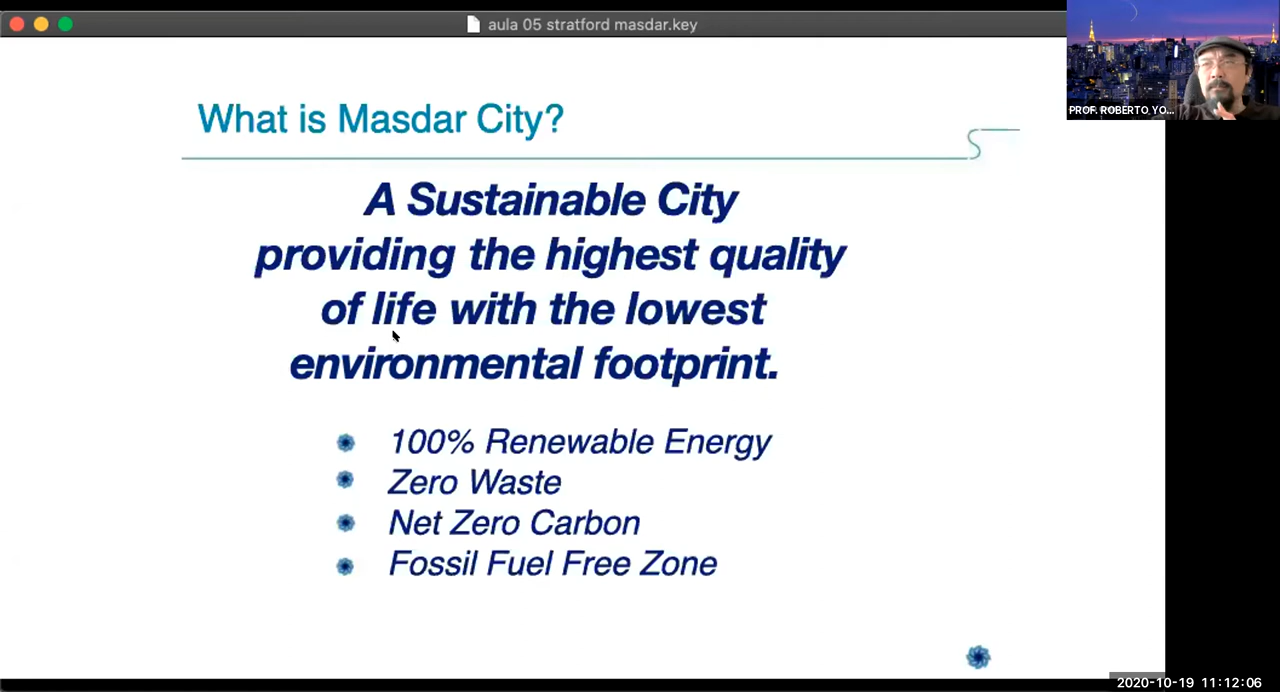 aula 05 stratford masdar.key
PROF. ROBERTO YO...
What is Masdar City?
A Sustainable City
providing the highest quality
of life with the lowest
environmental footprint.
100% Renewable Energy
Zero Waste
Net Zero Carbon
Fossil Fuel Free Zone
2020-10-19 11:12:06